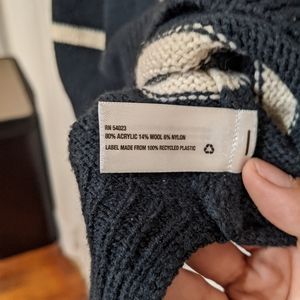 RN 54023
80% ACRYLIC 14% WOOL 6% NYLON
LABEL MADE FROM 100% RECYCLED PLASTIC